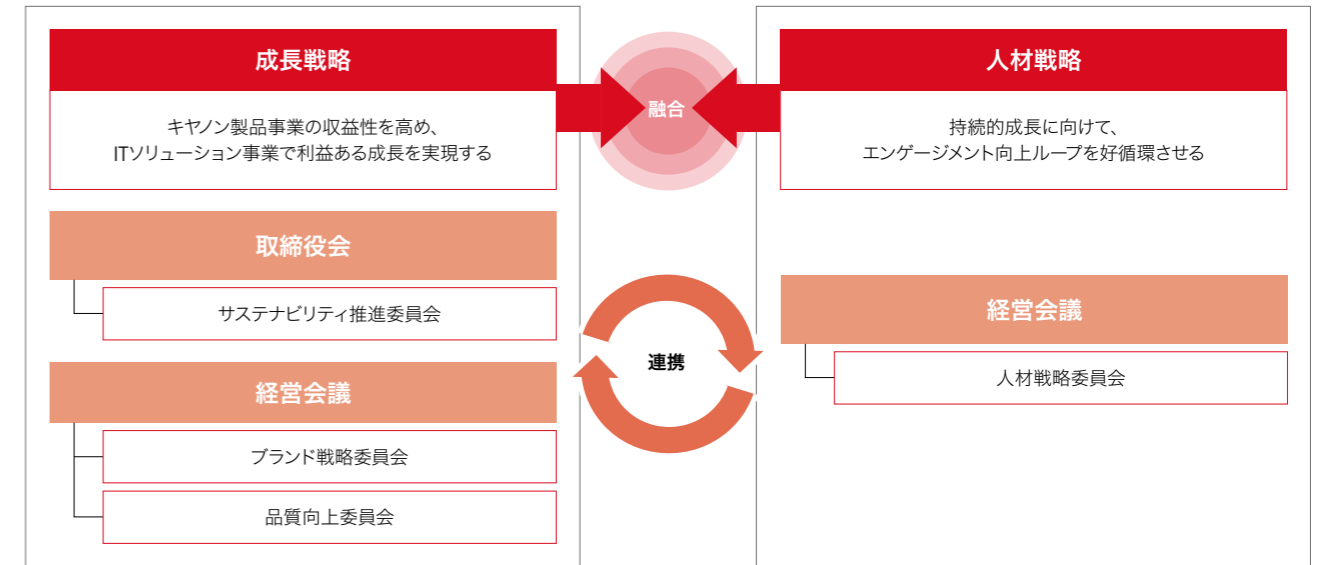 成長戦略
キヤノン製品事業の収益性を高め、
ITソリューション事業で利益ある成長を実現する
融合
人材戦略
持続的成長に向けて、
エンゲージメント向上ループを好循環させる
取締役会
サステナビリティ推進委員会
経営会議
ブランド戦略委員会
品質向上委員会
連携
経営会議
人材戦略委員会